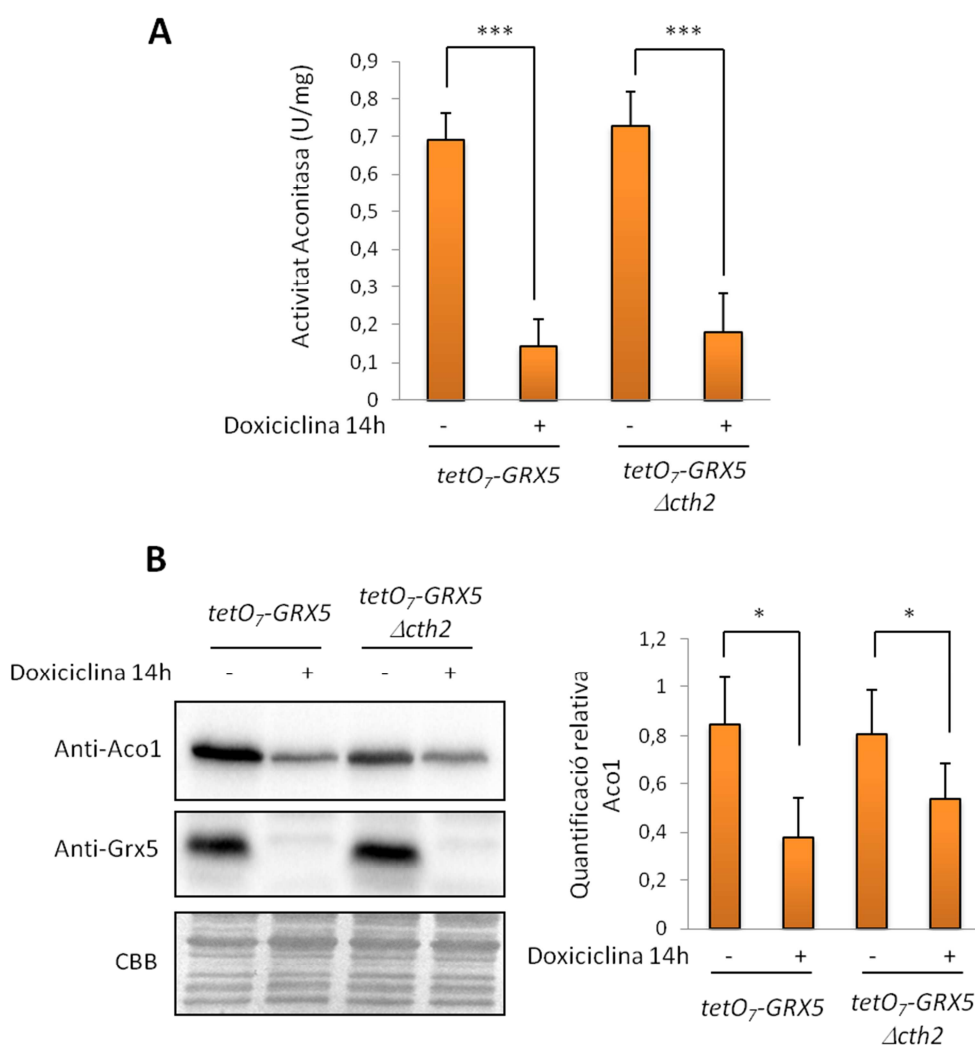 A
***
***
Activitat Aconitasa (U/mg)
0,9
0,8
0,7
0,6
0,5
0,4
0,3
0,2
0,1
0
Doxiciclina 14h
-
+
-
+
tetO7-GRX5
tetO7-GRX5
Δcth2
B
tetO7-GRX5
tetO7-GRX5
Δcth2
Doxiciclina 14h
-
+
-
+
Anti-Aco1
Anti-Grx5
CBB
*
*
Quantificació relativa
Aco1
1,2
1
0,8
0,6
0,4
0,2
0
Doxiciclina 14h
-
+
-
+
tetO7-GRX5
tetO7-GRX5
Δcth2